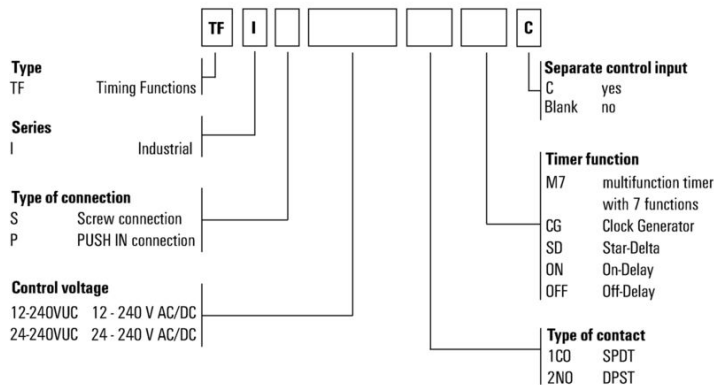 TF I C
Type
TF Timing Functions
Series
I Industrial
Type of connection
S Screw connection
P PUSH IN connection
Control voltage
12-240VUC 12 - 240 V AC/DC
24-240VUC 24 - 240 V AC/DC
Separate control input
C yes
Blank no
Timer function
M7 multifunction timer
with 7 functions
CG Clock Generator
SD Star-Delta
ON On-Delay
OFF Off-Delay
Type of contact
1CO SPDT
2NO DPST